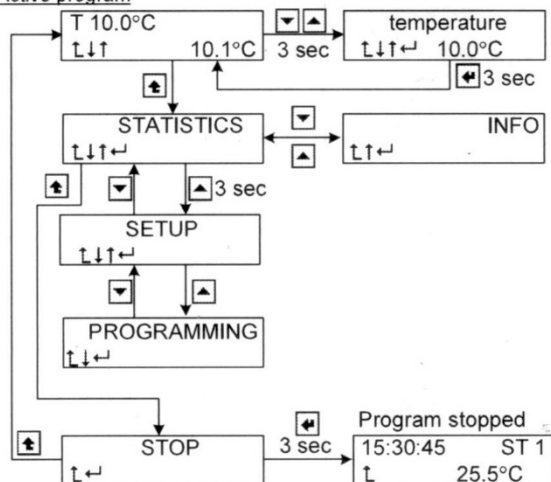 Active program
T 10.0°C
↥↓↑ 10.1°C
▼ ▲
3 sec
temperature
↥↓↑↵ 10.0°C
↵ 3 sec
↥
STATISTICS
↥↓↑↵
▼
▲
INFO
↥↑↵
↥
▼
▲ 3 sec
SETUP
↥↓↑↵
▼
▲
PROGRAMMING
↥↓↵
↥
STOP
↥↵
↵
3 sec
Program stopped
15:30:45 ST 1
↥ 25.5°C